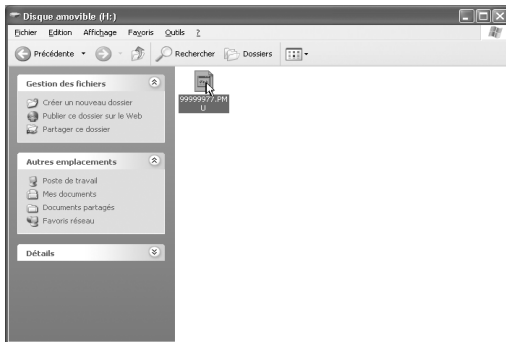 Disque amovible (H:)
Fichier Edition Affichage Favoris Outils ?
Précédente Rechercher Dossiers
Gestion des fichiers
Créer un nouveau dossier
Publier ce dossier sur le Web
Partager ce dossier
99999977.PM
U
Autres emplacements
Poste de travail
Mes documents
Documents partagés
Favoris réseau
Détails